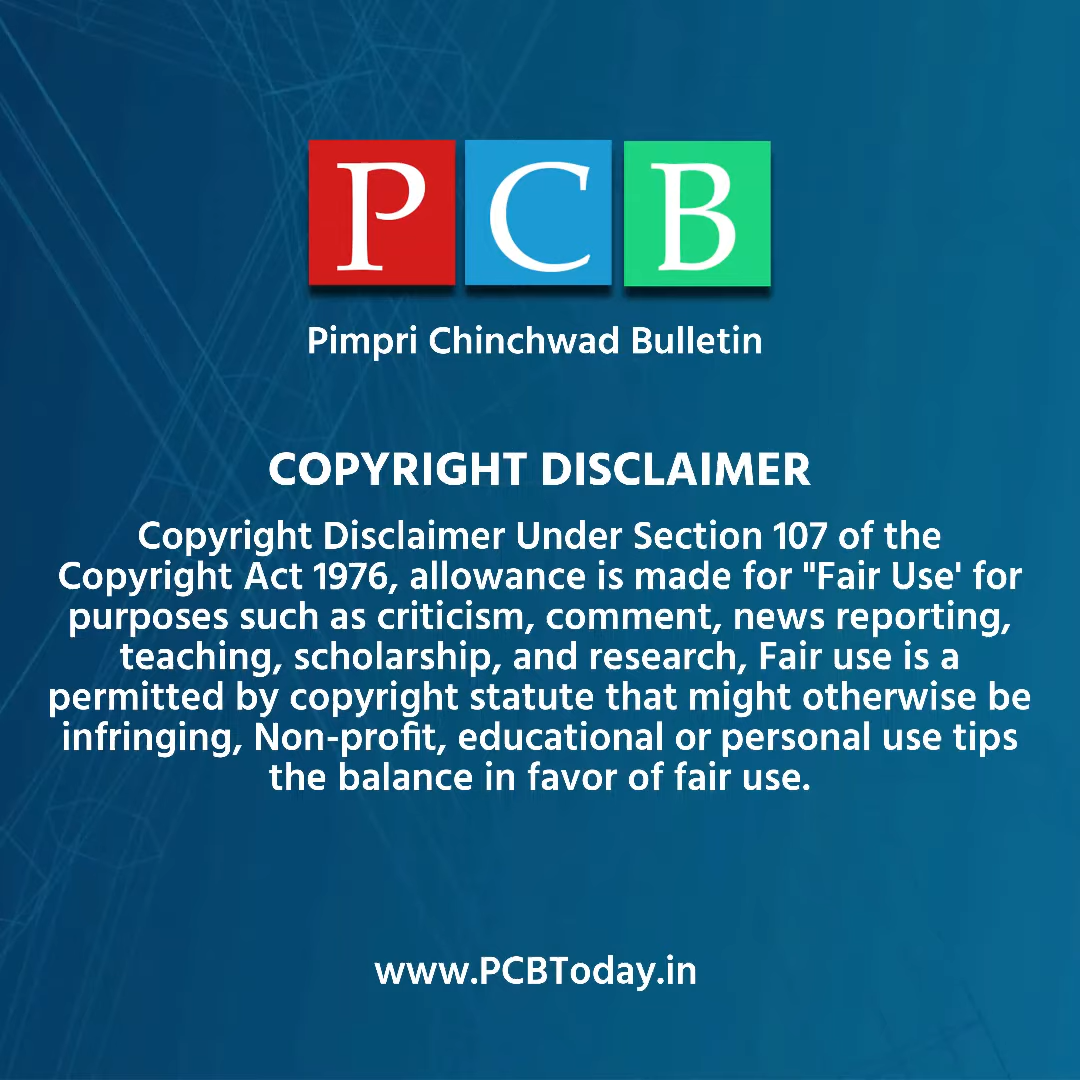 P C B
Pimpri Chinchwad Bulletin
COPYRIGHT DISCLAIMER
Copyright Disclaimer Under Section 107 of the
Copyright Act 1976, allowance is made for "Fair Use' for
purposes such as criticism, comment, news reporting,
teaching, scholarship, and research, Fair use is a
permitted by copyright statute that might otherwise be
infringing, Non-profit, educational or personal use tips
the balance in favor of fair use.
www.PCBToday.in